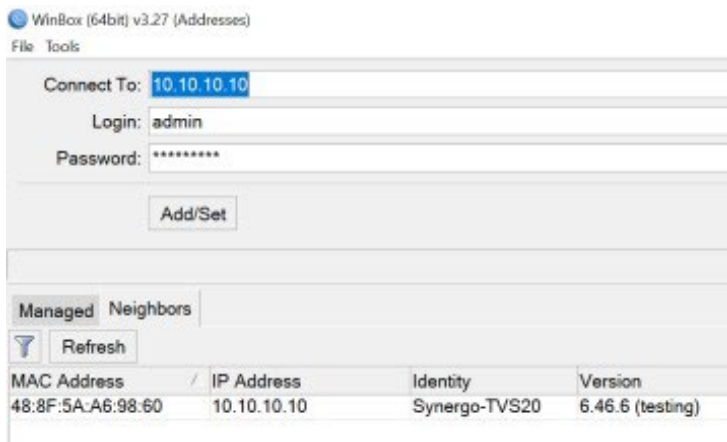 WinBox (64bit) v3.27 (Addresses)
File Tools
Connect To: 10.10.10.10
Login: admin
Password: *********
Add/Set
Managed Neighbors
Refresh
MAC Address / IP Address Identity Version
48:8F:5A:A6:98:60 10.10.10.10 Synergo-TVS20 6.46.6 (testing)